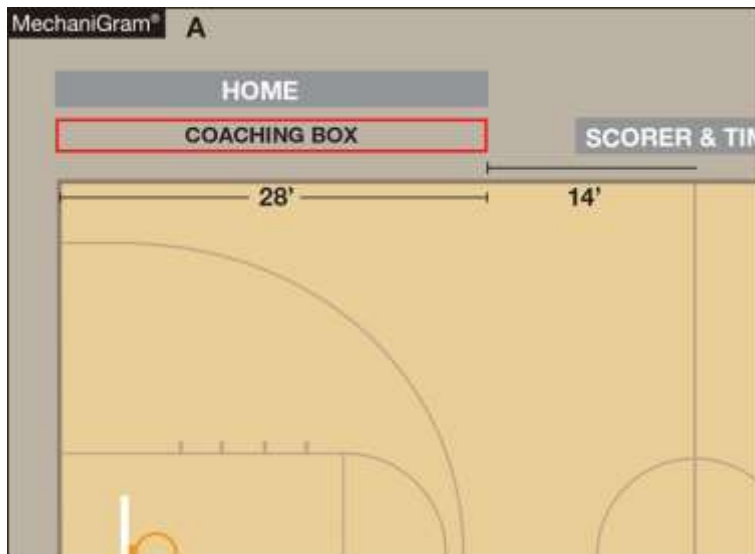 MechaniGram® A
HOME
COACHING BOX
SCORER & TIM
28’ 14’